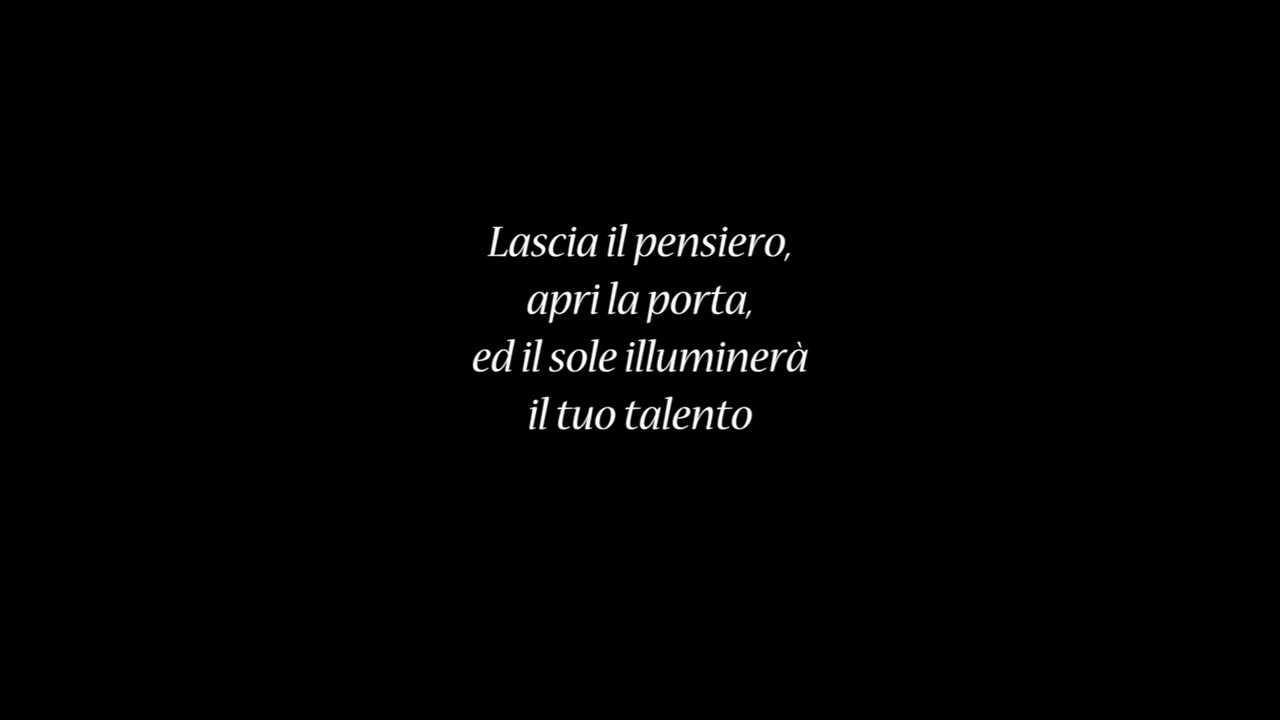 Lascia il pensiero,
apri la porta,
ed il sole illuminerà
il tuo talento